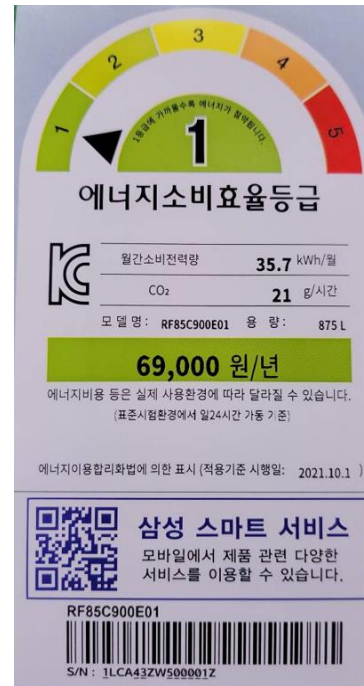 1 2 3 4 5
1등급에 가까울수록 에너지가 절약됩니다.
1
에너지소비효율등급
월간소비전력량 35.7 kWh/월
CO₂ 21 g/시간
모델명: RF85C900E01 용 량: 875 L
69,000 원/년
에너지비용 등은 실제 사용환경에 따라 달라질 수 있습니다.
(표준시험환경에서 일24시간 가동 기준)
에너지이용합리화법에 의한 표시 (적용기준 시행일: 2021.10.1 )
삼성 스마트 서비스
모바일에서 제품 관련 다양한
서비스를 이용할 수 있습니다.
RF85C900E01
S/N : 1LCA43ZW500001Z